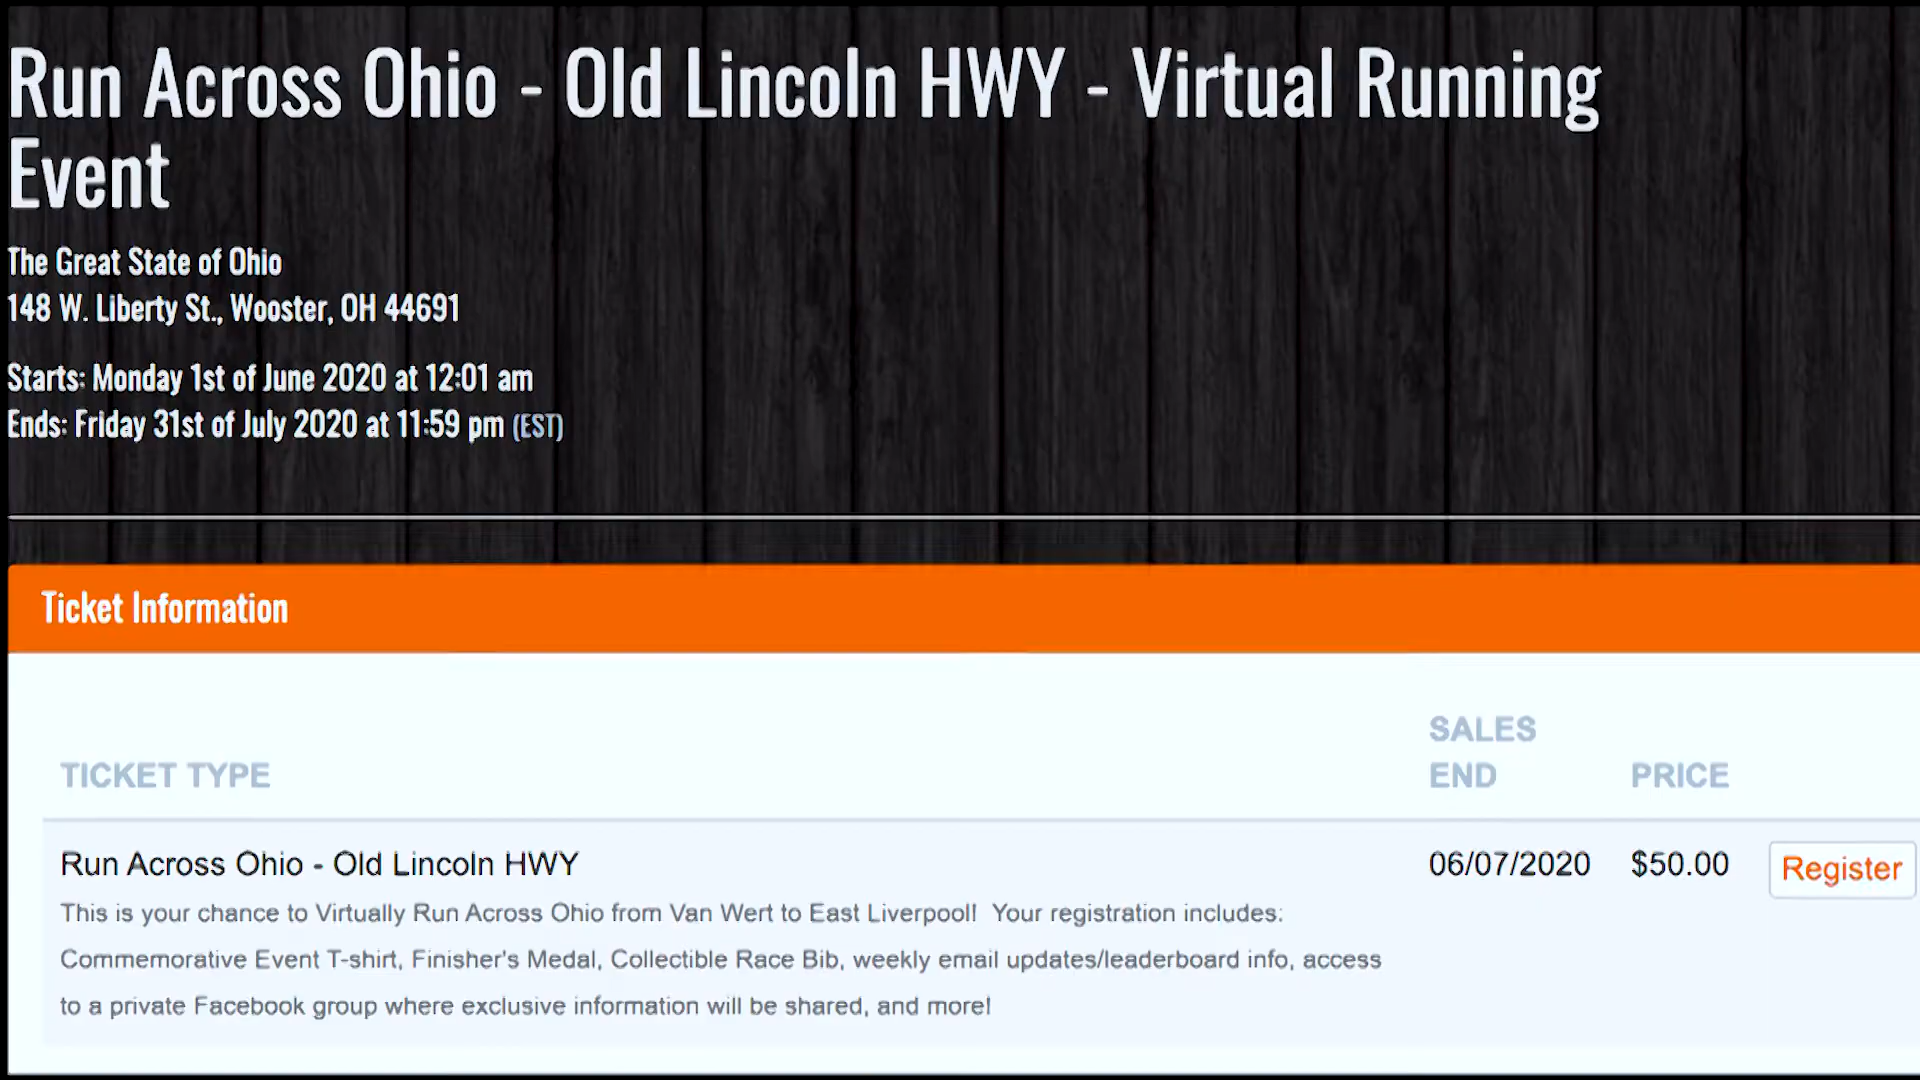 Run Across Ohio - Old Lincoln HWY - Virtual Running
Event
The Great State of Ohio
148 W. Liberty St., Wooster, OH 44691
Starts: Monday 1st of June 2020 at 12:01 am
Ends: Friday 31st of July 2020 at 11:59 pm (EST)
Ticket Information
TICKET TYPE SALES END PRICE
Run Across Ohio - Old Lincoln HWY 06/07/2020 $50.00 Register
This is your chance to Virtually Run Across Ohio from Van Wert to East Liverpool! Your registration includes:
Commemorative Event T-shirt, Finisher's Medal, Collectible Race Bib, weekly email updates/leaderboard info, access
to a private Facebook group where exclusive information will be shared, and more!